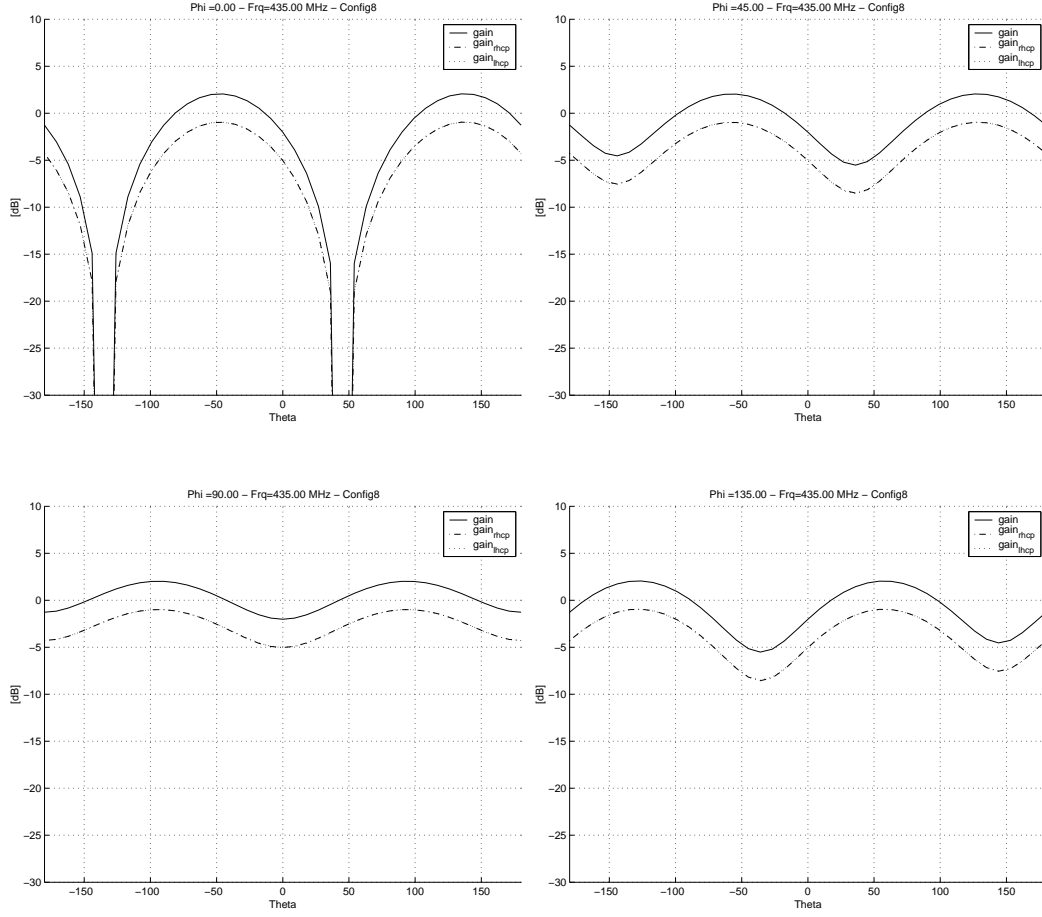 Phi =0.00 − Frq=435.00 MHz − Config8
10
5
0
−5
−10
−15
−20
−25
−30
[dB]
−150
−100
−50
0
50
100
150
Theta
gain
gain_rhcp
gain_lhcp
Phi =45.00 − Frq=435.00 MHz − Config8
10
5
0
−5
−10
−15
−20
−25
−30
[dB]
−150
−100
−50
0
50
100
150
Theta
gain
gain_rhcp
gain_lhcp
Phi =90.00 − Frq=435.00 MHz − Config8
10
5
0
−5
−10
−15
−20
−25
−30
[dB]
−150
−100
−50
0
50
100
150
Theta
gain
gain_rhcp
gain_lhcp
Phi =135.00 − Frq=435.00 MHz − Config8
10
5
0
−5
−10
−15
−20
−25
−30
[dB]
−150
−100
−50
0
50
100
150
Theta
gain
gain_rhcp
gain_lhcp